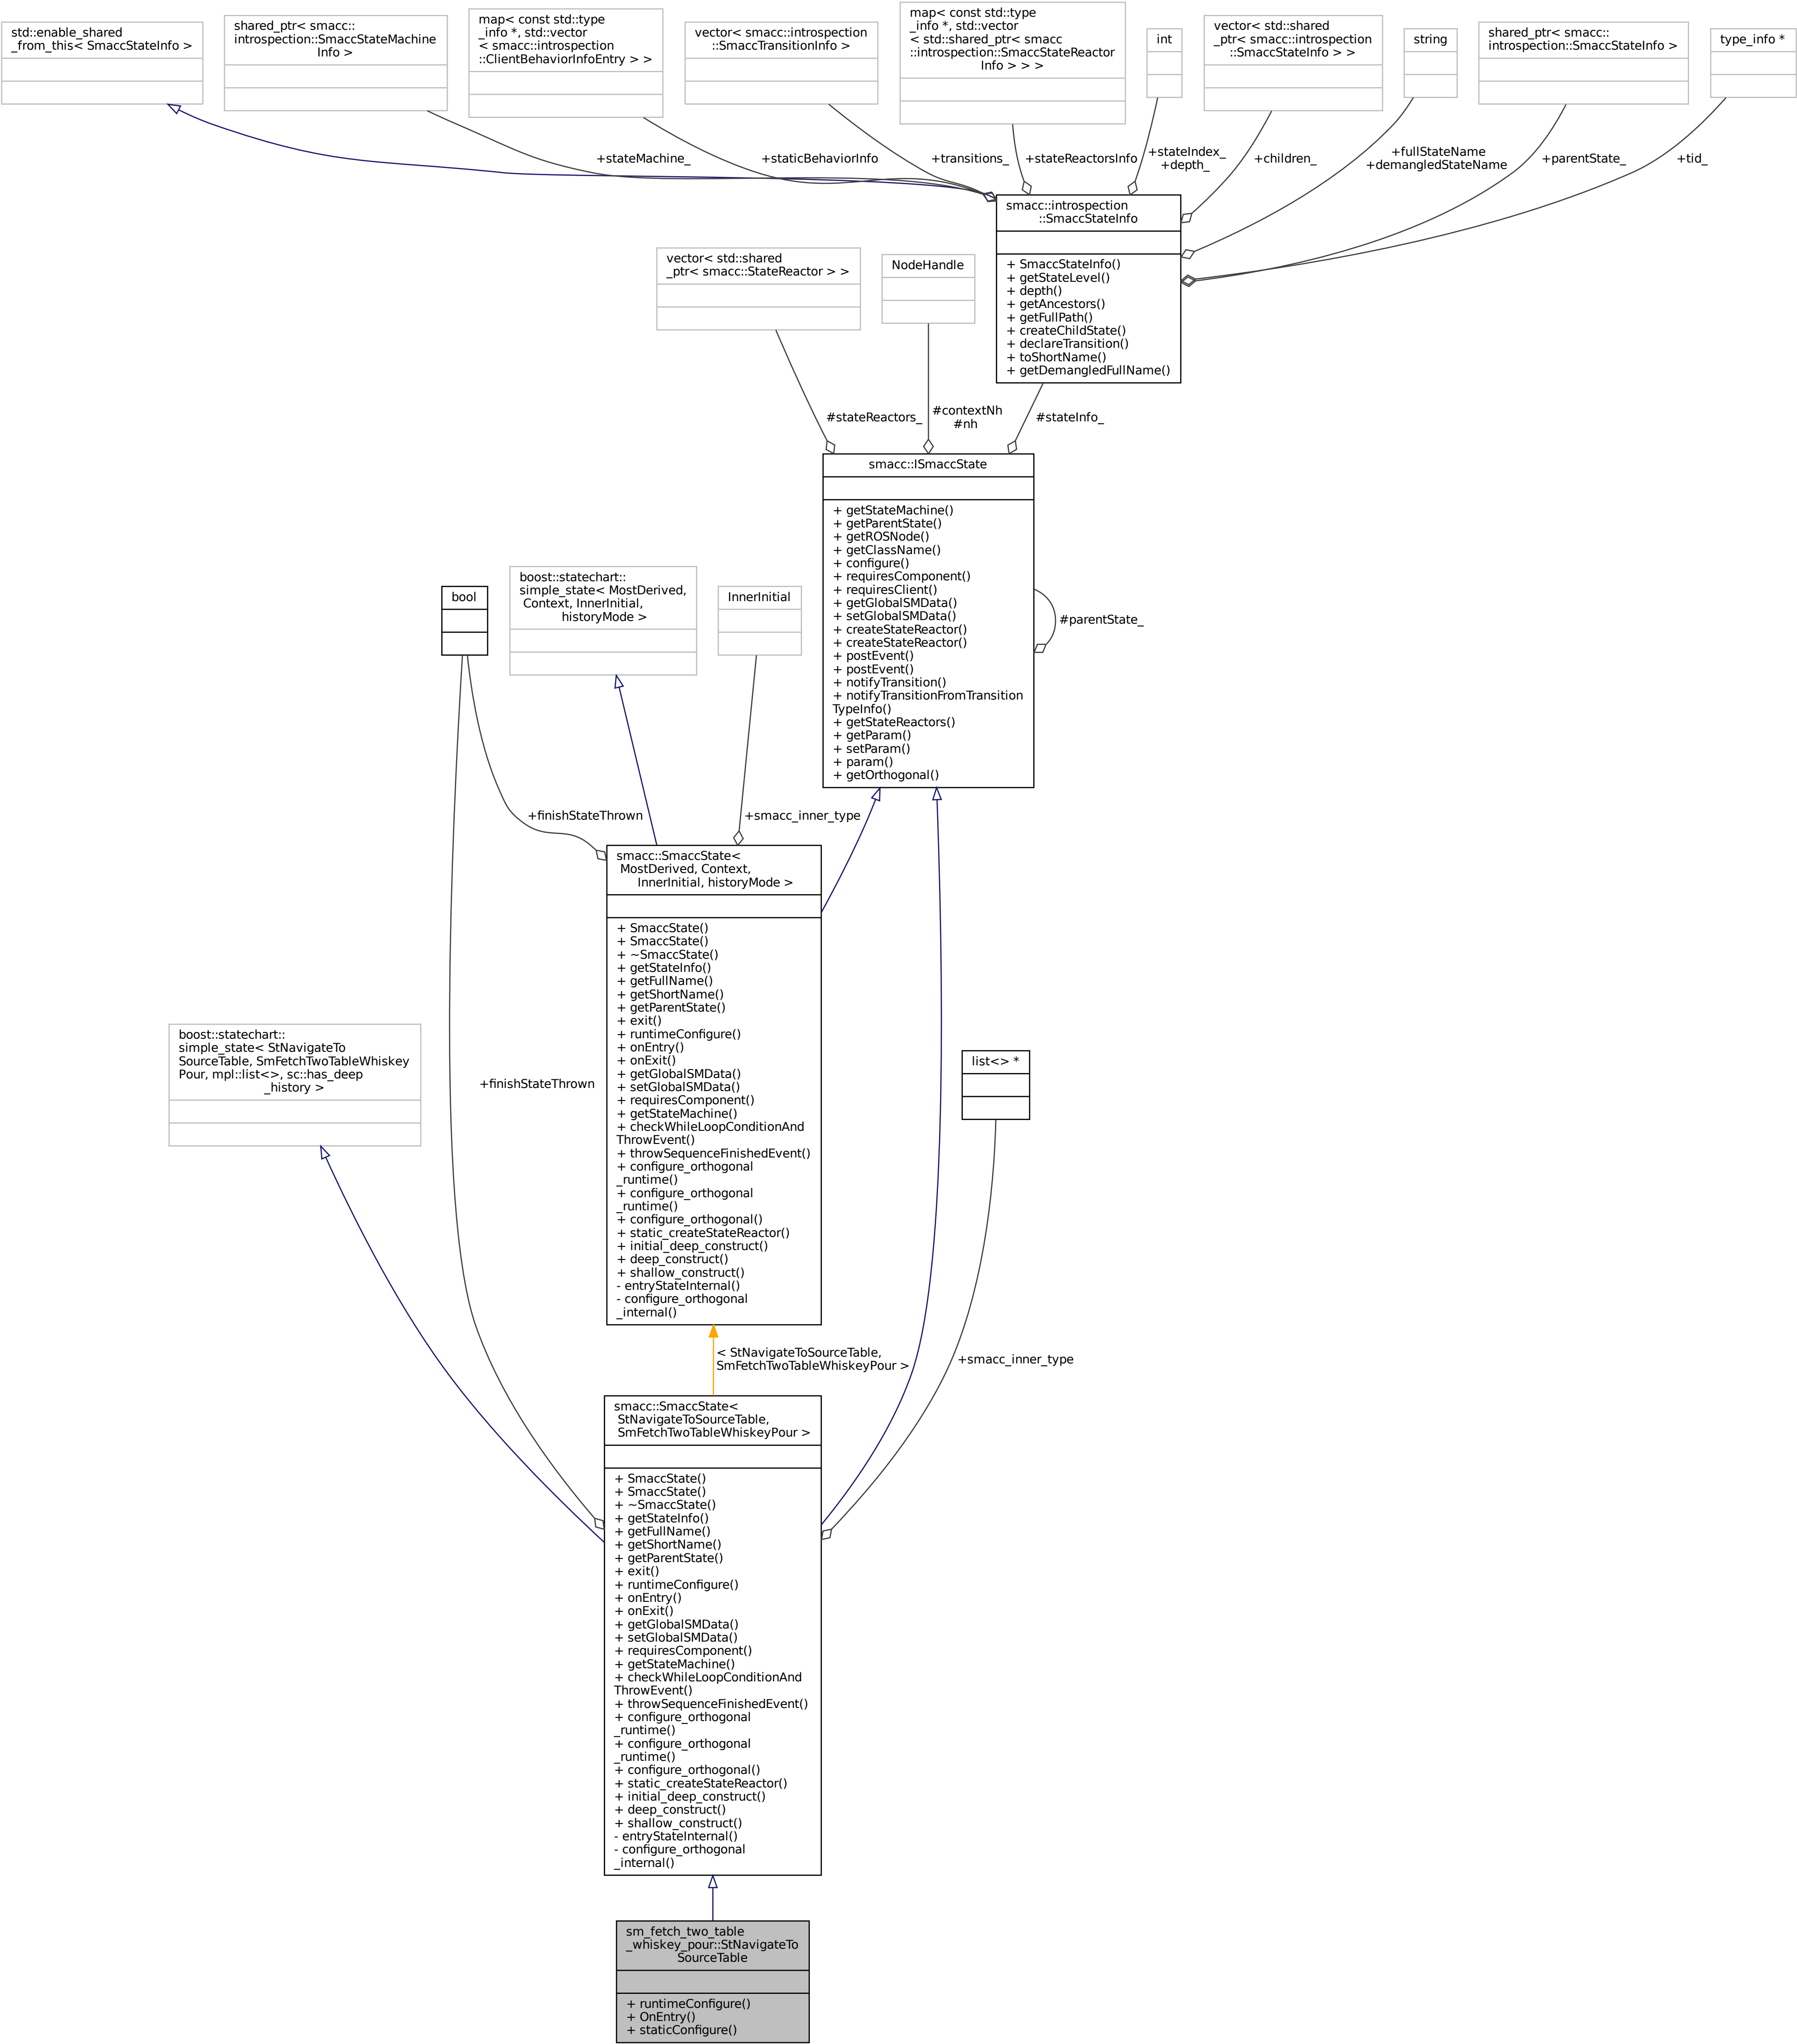 std::enable_shared
_from_this< SmaccStateInfo >
shared_ptr< smacc::
introspection::SmaccStateMachine
Info >
map< const std::type
_info *, std::vector
< smacc::introspection
::ClientBehaviorInfoEntry > >
vector< smacc::introspection
::SmaccTransitionInfo >
map< const std::type
_info *, std::vector
< std::shared_ptr< smacc
::introspection::SmaccStateReactor
Info > > >
int
vector< std::shared
_ptr< smacc::introspection
::SmaccStateInfo > >
string
shared_ptr< smacc::
introspection::SmaccStateInfo >
type_info *
+stateMachine_
+staticBehaviorInfo
+transitions_
+stateReactorsInfo
+stateIndex_
+depth_
+children_
+fullStateName
+demangledStateName
+parentState_
+tid_
smacc::introspection
::SmaccStateInfo
+ SmaccStateInfo()
+ getStateLevel()
+ depth()
+ getAncestors()
+ getFullPath()
+ createChildState()
+ declareTransition()
+ toShortName()
+ getDemangledFullName()
vector< std::shared
_ptr< smacc::StateReactor > >
NodeHandle
#stateReactors_
#contextNh
#nh
#stateInfo_
smacc::ISmaccState
+ getStateMachine()
+ getParentState()
+ getROSNode()
+ getClassName()
+ configure()
+ requiresComponent()
+ requiresClient()
+ getGlobalSMData()
+ setGlobalSMData()
+ createStateReactor()
+ createStateReactor()
+ postEvent()
+ postEvent()
+ notifyTransition()
+ notifyTransitionFromTransition
TypeInfo()
+ getStateReactors()
+ getParam()
+ setParam()
+ param()
+ getOrthogonal()
#parentState_
bool
boost::statechart::
simple_state< MostDerived,
Context, InnerInitial,
historyMode >
InnerInitial
+finishStateThrown
+smacc_inner_type
smacc::SmaccState<
MostDerived, Context,
InnerInitial, historyMode >
+ SmaccState()
+ SmaccState()
+ ~SmaccState()
+ getStateInfo()
+ getFullName()
+ getShortName()
+ getParentState()
+ exit()
+ runtimeConfigure()
+ onEntry()
+ onExit()
+ getGlobalSMData()
+ setGlobalSMData()
+ requiresComponent()
+ getStateMachine()
+ checkWhileLoopConditionAnd
ThrowEvent()
+ throwSequenceFinishedEvent()
+ configure_orthogonal
_runtime()
+ configure_orthogonal
_runtime()
+ configure_orthogonal()
+ static_createStateReactor()
+ initial_deep_construct()
+ deep_construct()
+ shallow_construct()
- entryStateInternal()
- configure_orthogonal
_internal()
boost::statechart::
simple_state< StNavigateTo
SourceTable, SmFetchTwoTableWhiskey
Pour, mpl::list<>, sc::has_deep
_history >
+finishStateThrown
list<> *
< StNavigateToSourceTable,
SmFetchTwoTableWhiskeyPour >
+smacc_inner_type
smacc::SmaccState<
StNavigateToSourceTable,
SmFetchTwoTableWhiskeyPour >
+ SmaccState()
+ SmaccState()
+ ~SmaccState()
+ getStateInfo()
+ getFullName()
+ getShortName()
+ getParentState()
+ exit()
+ runtimeConfigure()
+ onEntry()
+ onExit()
+ getGlobalSMData()
+ setGlobalSMData()
+ requiresComponent()
+ getStateMachine()
+ checkWhileLoopConditionAnd
ThrowEvent()
+ throwSequenceFinishedEvent()
+ configure_orthogonal
_runtime()
+ configure_orthogonal
_runtime()
+ configure_orthogonal()
+ static_createStateReactor()
+ initial_deep_construct()
+ deep_construct()
+ shallow_construct()
- entryStateInternal()
- configure_orthogonal
_internal()
sm_fetch_two_table
_whiskey_pour::StNavigateTo
SourceTable
+ runtimeConfigure()
+ OnEntry()
+ staticConfigure()